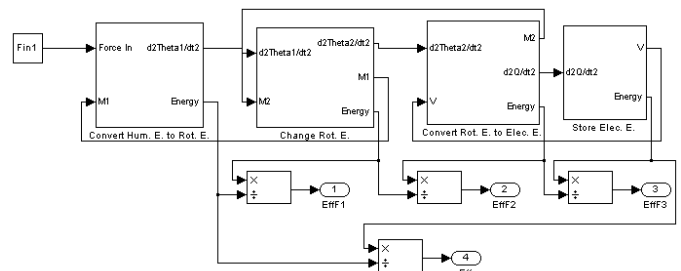 Fin1
Force In
d2Theta1/dt2
M1
Energy
Convert Hum. E. to Rot. E.
d2Theta1/dt2
d2Theta2/dt2
M1
M2
Energy
Change Rot. E.
d2Theta2/dt2
M2
d2Q/dt2
V
Energy
Convert Rot. E. to Elec. E.
d2Q/dt2
V
Energy
Store Elec. E.
×
÷
1
EffF1
×
÷
2
EffF2
×
÷
3
EffF3
×
÷
4